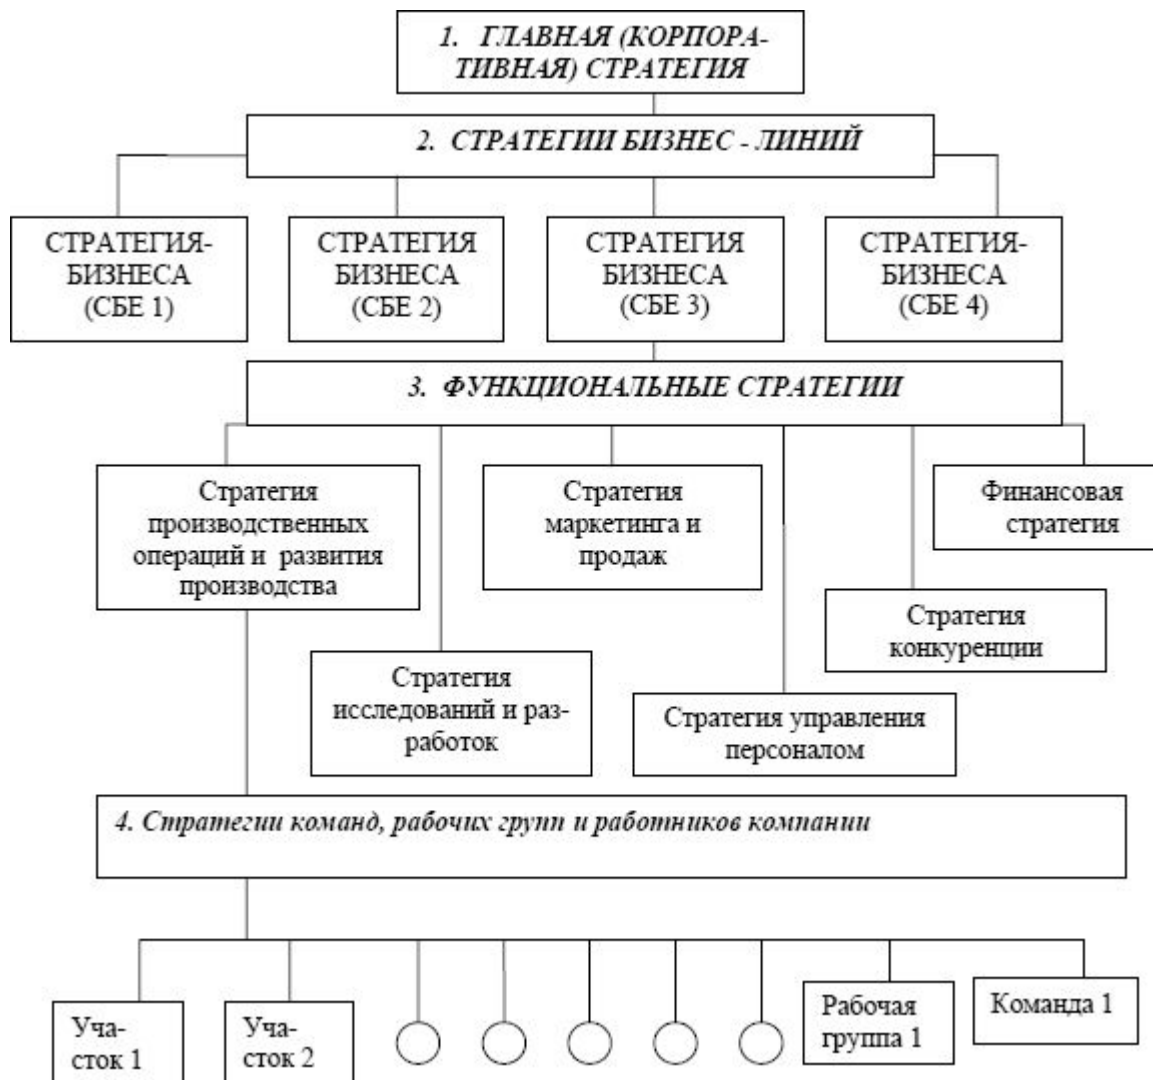 1. ГЛАВНАЯ (КОРПОРА-
ТИВНАЯ) СТРАТЕГИЯ
2. СТРАТЕГИИ БИЗНЕС - ЛИНИЙ
СТРАТЕГИЯ-
БИЗНЕСА
(СБЕ 1)
СТРАТЕГИЯ
БИЗНЕСА
(СБЕ 2)
СТРАТЕГИЯ
БИЗНЕСА
(СБЕ 3)
СТРАТЕГИЯ-
БИЗНЕСА
(СБЕ 4)
3. ФУНКЦИОНАЛЬНЫЕ СТРАТЕГИИ
Стратегия
производственных
операций и развития
производства
Стратегия
маркетинга и
продаж
Финансовая
стратегия
Стратегия
конкуренции
Стратегия
исследований и раз-
работок
Стратегия управления
персоналом
4. Стратегии команд, рабочих групп и работников компании
Уча-
сток 1
Уча-
сток 2
Рабочая
группа 1
Команда 1